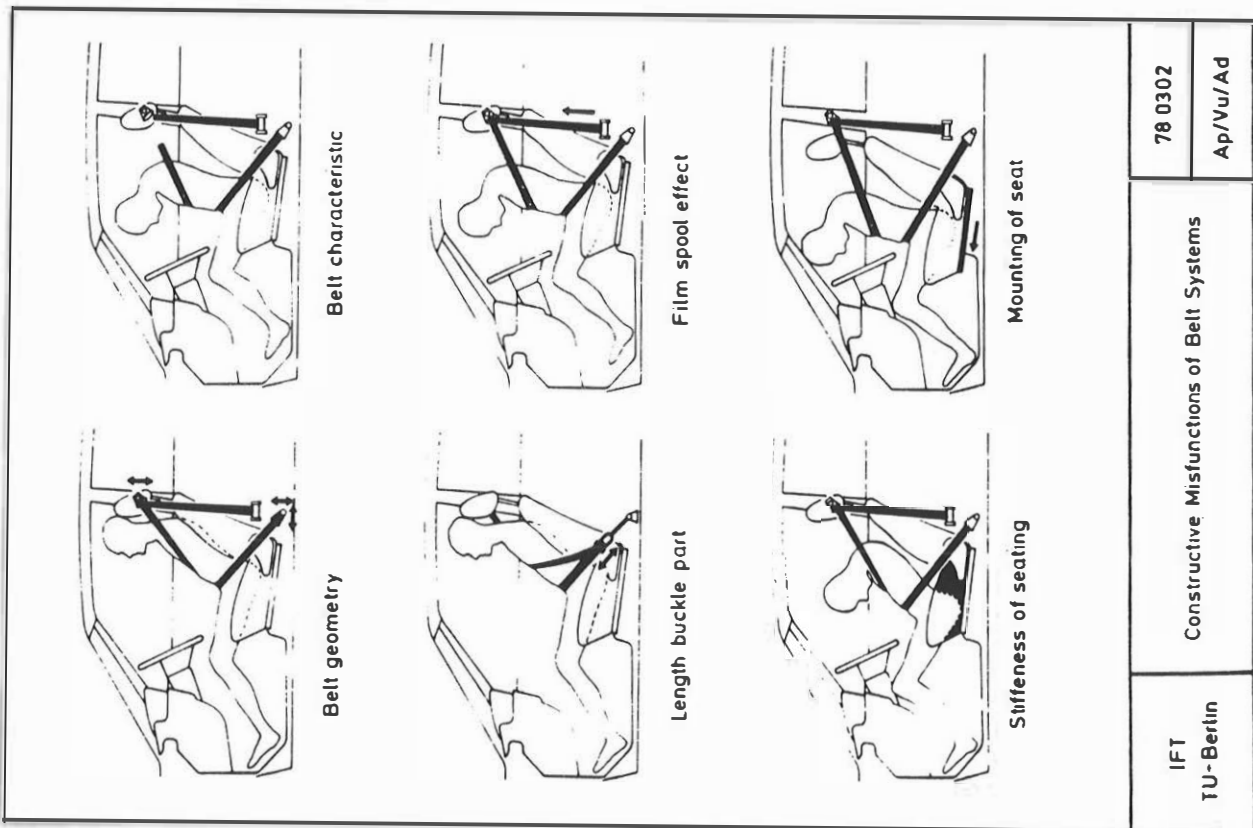 Belt geometry
Belt characteristic
Length buckle part
Film spool effect
Stiffeness of seating
Mounting of seat
IFT
TU-Berlin
Constructive Misfunctions of Belt Systems
78 0302
Ap/Vu/Ad